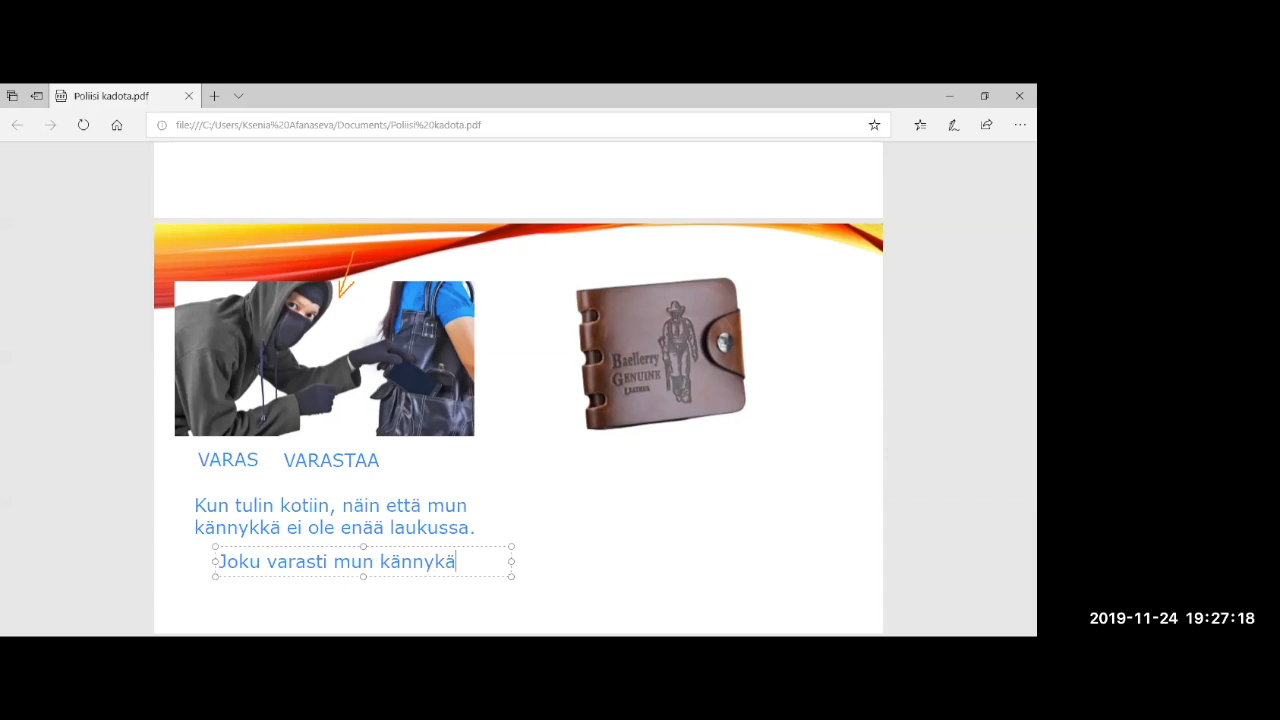 Poliisi kadota.pdf
file:///C:/Users/Ksenia%20Afanaseva/Documents/Poliisi%20kadota.pdf
Baellerry
GENUINE
LEATHER
VARAS VARASTAA
Kun tulin kotiin, näin että mun
kännykkä ei ole enää laukussa.
Joku varasti mun kännykä
2019-11-24 19:27:18